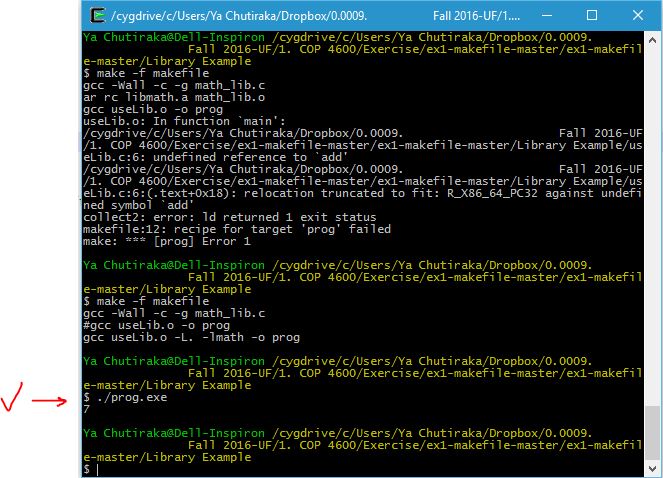 /cygdrive/c/Users/Ya Chutiraka/Dropbox/0.0009. Fall 2016-UF/1....
Ya Chutiraka@Dell-Inspiron /cygdrive/c/Users/Ya Chutiraka/Dropbox/0.0009.
Fall 2016-UF/1. COP 4600/Exercise/ex1-makefile-master/ex1-makefil
e-master/Library Example
$ make -f makefile
gcc -Wall -c -g math_lib.c
ar rc libmath.a math_lib.o
gcc useLib.o -o prog
useLib.o: In function `main':
/cygdrive/c/Users/Ya Chutiraka/Dropbox/0.0009. Fall 2016-UF
/1. COP 4600/Exercise/ex1-makefile-master/ex1-makefile-master/Library Example/us
eLib.c:6: undefined reference to `add'
/cygdrive/c/Users/Ya Chutiraka/Dropbox/0.0009. Fall 2016-UF
/1. COP 4600/Exercise/ex1-makefile-master/ex1-makefile-master/Library Example/us
eLib.c:6:(.text+0x18): relocation truncated to fit: R_X86_64_PC32 against undefi
ned symbol `add'
collect2: error: ld returned 1 exit status
makefile:12: recipe for target 'prog' failed
make: *** [prog] Error 1
Ya Chutiraka@Dell-Inspiron /cygdrive/c/Users/Ya Chutiraka/Dropbox/0.0009.
Fall 2016-UF/1. COP 4600/Exercise/ex1-makefile-master/ex1-makefil
e-master/Library Example
$ make -f makefile
gcc -Wall -c -g math_lib.c
#gcc useLib.o -o prog
gcc useLib.o -L. -lmath -o prog
Ya Chutiraka@Dell-Inspiron /cygdrive/c/Users/Ya Chutiraka/Dropbox/0.0009.
Fall 2016-UF/1. COP 4600/Exercise/ex1-makefile-master/ex1-makefil
e-master/Library Example
$ ./prog.exe
7
Ya Chutiraka@Dell-Inspiron /cygdrive/c/Users/Ya Chutiraka/Dropbox/0.0009.
Fall 2016-UF/1. COP 4600/Exercise/ex1-makefile-master/ex1-makefil
e-master/Library Example
$